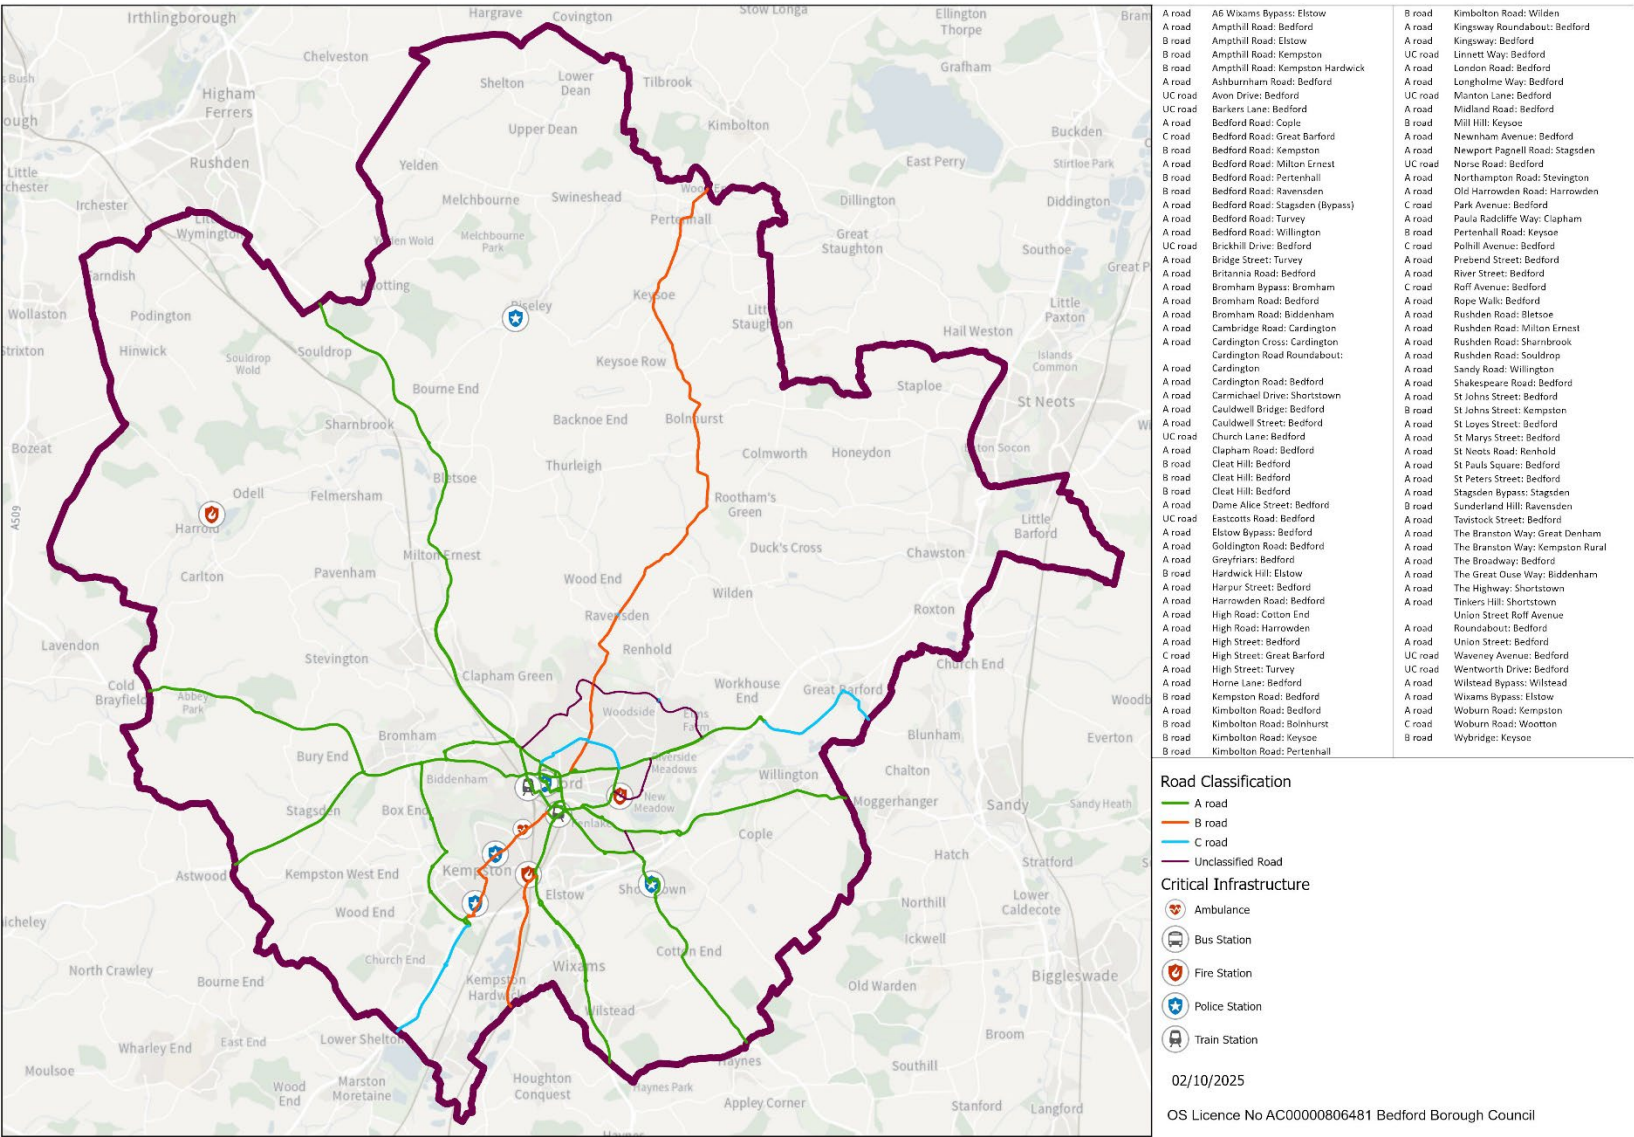 Irthlingborough
Hargrave
Covington
Stow Longa
Ellington
Thorpe
Bram
Chelveston
Shelton
Lower
Dean
Tilbrook
Grafham
s Bush
Higham
Ferrers
ough
Upper Dean
Kimbolton
Buckden
Rushden
Yelden
East Perry
Stirtloe Park
Little
rchester
Irchester
Melchbourne
Swineshead
Dillington
Diddington
Wymington
Pertenhall
Melchbourne
Park
Great
Staughton
Southoe
Farndish
Great P
Knotting
Keysoe
Riseley
Wollaston
Podington
Little
Staughton
Little
Paxton
Hail Weston
Strixton
Hinwick
Souldrop
Wold
Souldrop
Keysoe Row
Islands
Common
Bourne End
Staploe
St Neots
Backnoe End
Bolnhurst
Sharnbrook
Bozeat
Colmworth
Honeydon
Eaton Socon
Thurleigh
Bletsoe
Odell
Felmersham
Rootham's
Green
A509
Harrold
Little
Barford
Milton Ernest
Duck's Cross
Chawston
Carlton
Pavenham
Wood End
Wilden
Ravensden
Roxton
Lavendon
Renhold
Stevington
Church End
Clapham Green
Cold
Brayfield
Abbey
Park
Workhouse
End
Great Barford
Woodb
Woodside
Elms
Farm
Bromham
Blunham
Everton
Bury End
Riverside
Meadows
Biddenham
Willington
Chalton
Stagsden
Box End
New
Meadow
Moggerhanger
Sandy
Sandy Heath
Cople
Hatch
Stratford
Astwood
Kempston West End
Kempston
Elstow
Shortstown
Lower
Caldecote
Northill
Wood End
icheley
Ickwell
Church End
Cotton End
North Crawley
Bourne End
Wixams
Kempston
Hardwick
Biggleswade
Old Warden
Wilstead
Broom
Wharley End
East End
Lower Shelton
Haynes
Southill
Moulsoe
Wood
End
Marston
Moretaine
Houghton
Conquest
Haynes Park
Appley Corner
Stanford
Langford
Haynes
A road A6 Wixams Bypass: Elstow
A road Ampthill Road: Bedford
B road Ampthill Road: Elstow
B road Ampthill Road: Kempston
B road Ampthill Road: Kempston Hardwick
A road Ashburnham Road: Bedford
UC road Avon Drive: Bedford
UC road Barkers Lane: Bedford
A road Bedford Road: Cople
C road Bedford Road: Great Barford
B road Bedford Road: Kempston
A road Bedford Road: Milton Ernest
B road Bedford Road: Pertenhall
B road Bedford Road: Ravensden
A road Bedford Road: Stagsden (Bypass)
A road Bedford Road: Turvey
A road Bedford Road: Willington
UC road Brickhill Drive: Bedford
A road Bridge Street: Turvey
A road Britannia Road: Bedford
A road Bromham Bypass: Bromham
A road Bromham Road: Bedford
A road Bromham Road: Biddenham
A road Cambridge Road: Cardington
A road Cardington Cross: Cardington
Cardington Road Roundabout:
A road Cardington
A road Cardington Road: Bedford
A road Carmichael Drive: Shortstown
A road Cauldwell Bridge: Bedford
A road Cauldwell Street: Bedford
UC road Church Lane: Bedford
A road Clapham Road: Bedford
B road Cleat Hill: Bedford
B road Cleat Hill: Bedford
B road Cleat Hill: Bedford
A road Dame Alice Street: Bedford
UC road Eastcotts Road: Bedford
A road Elstow Bypass: Bedford
A road Goldington Road: Bedford
A road Greyfriars: Bedford
B road Hardwick Hill: Elstow
A road Harpur Street: Bedford
A road Harrowden Road: Bedford
A road High Road: Cotton End
A road High Road: Harrowden
A road High Street: Bedford
C road High Street: Great Barford
A road High Street: Turvey
A road Horne Lane: Bedford
B road Kempston Road: Bedford
A road Kimbolton Road: Bedford
B road Kimbolton Road: Bolnhurst
B road Kimbolton Road: Keysoe
B road Kimbolton Road: Pertenhall
B road Kimbolton Road: Wilden
A road Kingsway Roundabout: Bedford
A road Kingsway: Bedford
UC road Linnett Way: Bedford
A road London Road: Bedford
A road Longholme Way: Bedford
UC road Manton Lane: Bedford
A road Midland Road: Bedford
B road Mill Hill: Keysoe
A road Newnham Avenue: Bedford
A road Newport Pagnell Road: Stagsden
UC road Norse Road: Bedford
A road Northampton Road: Stevington
A road Old Harrowden Road: Harrowden
C road Park Avenue: Bedford
A road Paula Radcliffe Way: Clapham
B road Pertenhall Road: Keysoe
C road Polhill Avenue: Bedford
A road Prebend Street: Bedford
A road River Street: Bedford
C road Roff Avenue: Bedford
A road Rope Walk: Bedford
A road Rushden Road: Bletsoe
A road Rushden Road: Milton Ernest
A road Rushden Road: Sharnbrook
A road Rushden Road: Souldrop
A road Sandy Road: Willington
A road Shakespeare Road: Bedford
A road St Johns Street: Bedford
B road St Johns Street: Kempston
A road St Loyes Street: Bedford
A road St Marys Street: Bedford
A road St Neots Road: Renhold
A road St Pauls Square: Bedford
A road St Peters Street: Bedford
A road Stagsden Bypass: Stagsden
B road Sunderland Hill: Ravensden
A road Tavistock Street: Bedford
A road The Branston Way: Great Denham
A road The Branston Way: Kempston Rural
A road The Broadway: Bedford
A road The Great Ouse Way: Biddenham
A road The Highway: Shortstown
A road Tinkers Hill: Shortstown
Union Street Roff Avenue
A road Roundabout: Bedford
A road Union Street: Bedford
UC road Waveney Avenue: Bedford
UC road Wentworth Drive: Bedford
A road Wilstead Bypass: Wilstead
A road Wixams Bypass: Elstow
A road Woburn Road: Kempston
C road Woburn Road: Wootton
B road Wybridge: Keysoe
Road Classification
A road
B road
C road
Unclassified Road
Critical Infrastructure
Ambulance
Bus Station
Fire Station
Police Station
Train Station
02/10/2025
OS Licence No AC00000806481 Bedford Borough Council